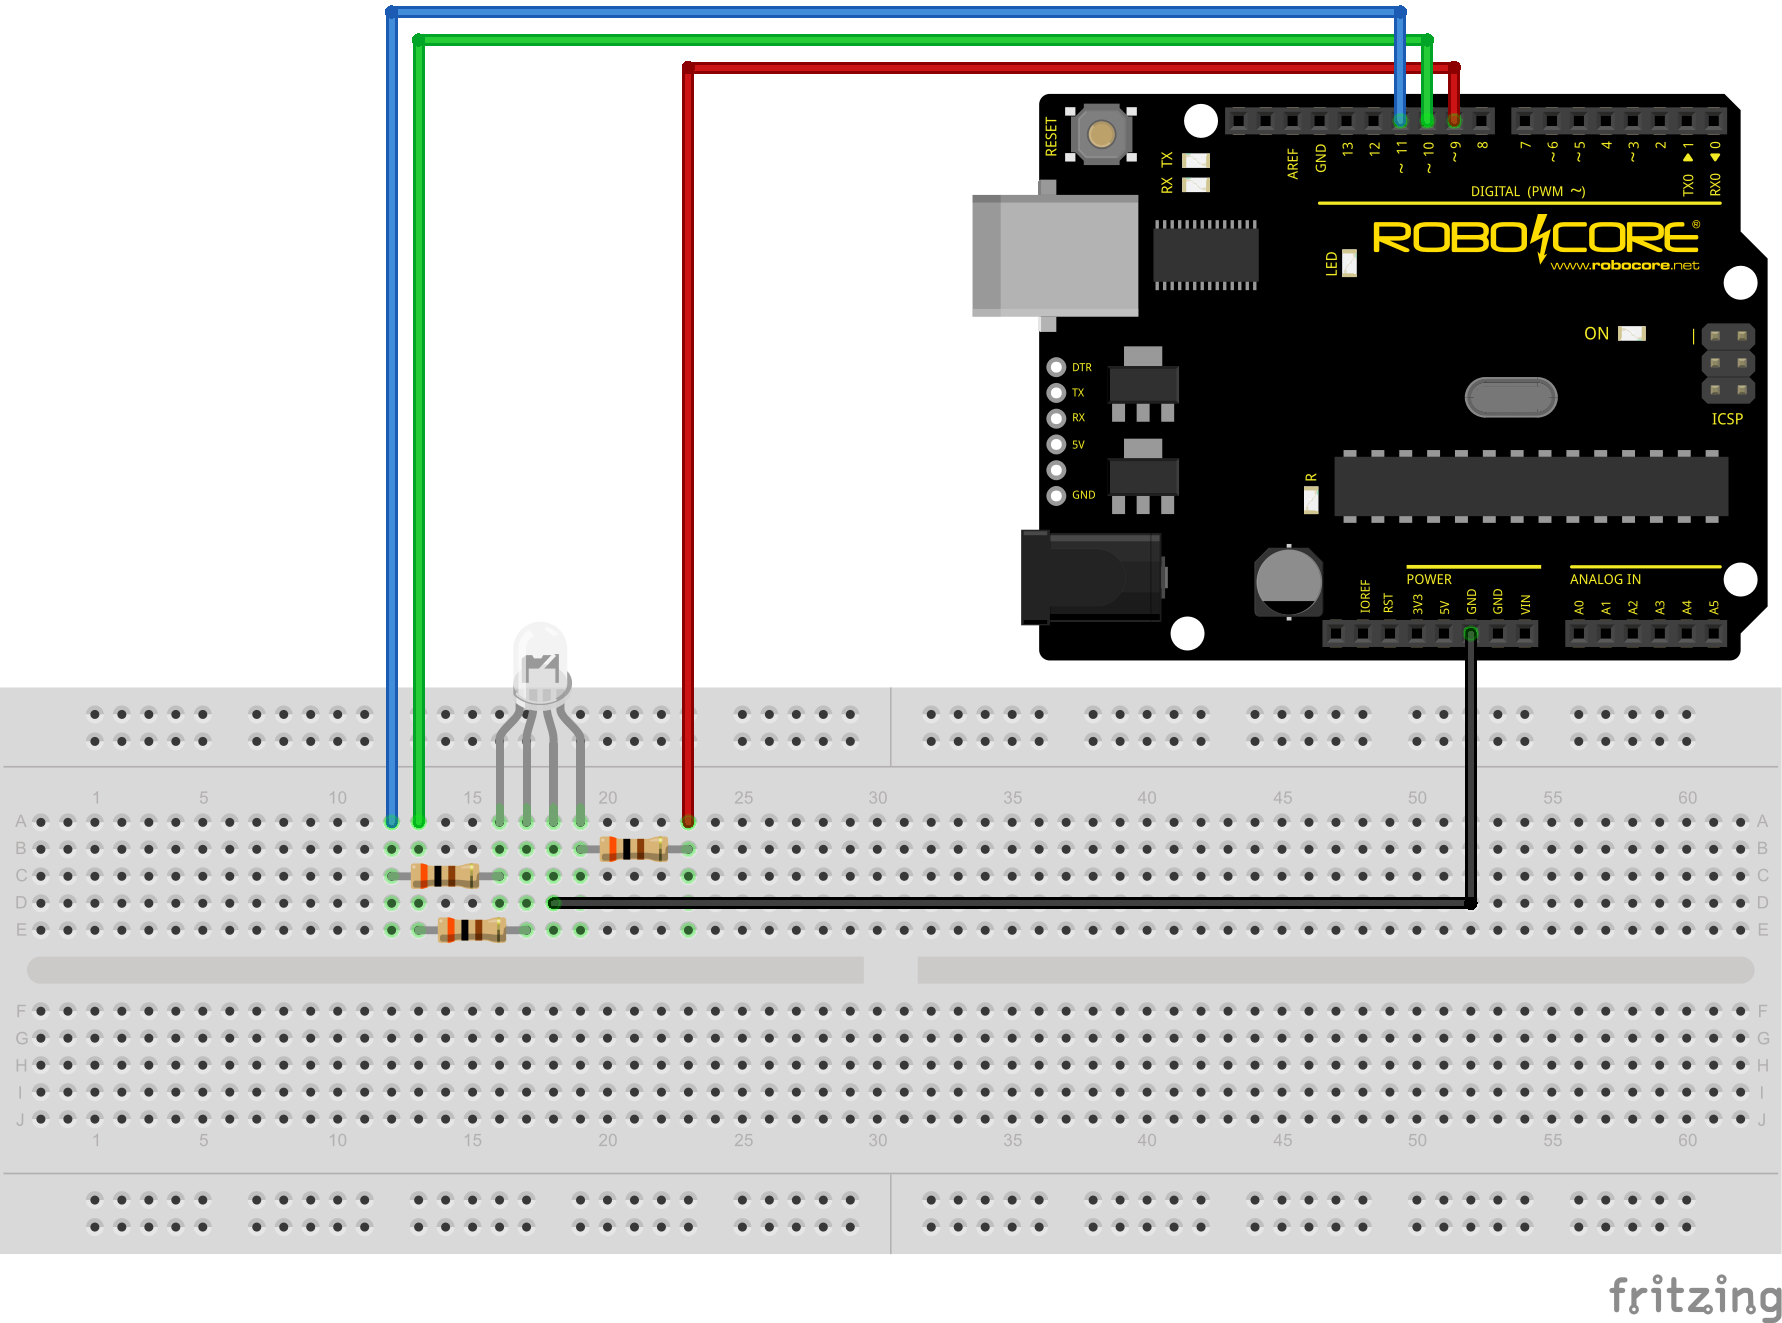 RESET
TX
RX
AREF
GND
13
12
~ 11
~ 10
~ 9
8
7
~ 6
~ 5
4
~ 3
2
TX0 ▶ 1
RX0 ◀ 0
DIGITAL (PWM ~)
ROBOCORE®
www.robocore.net
LED
ON
ICSP
DTR
TX
RX
5V
GND
R
POWER
ANALOG IN
IOREF
RST
3V3
5V
GND
GND
VIN
A0
A1
A2
A3
A4
A5
1 5 10 15 20 25 30 35 40 45 50 55 60
A A
B B
C C
D D
E E
F F
G G
H H
I I
J J
1 5 10 15 20 25 30 35 40 45 50 55 60
fritzing